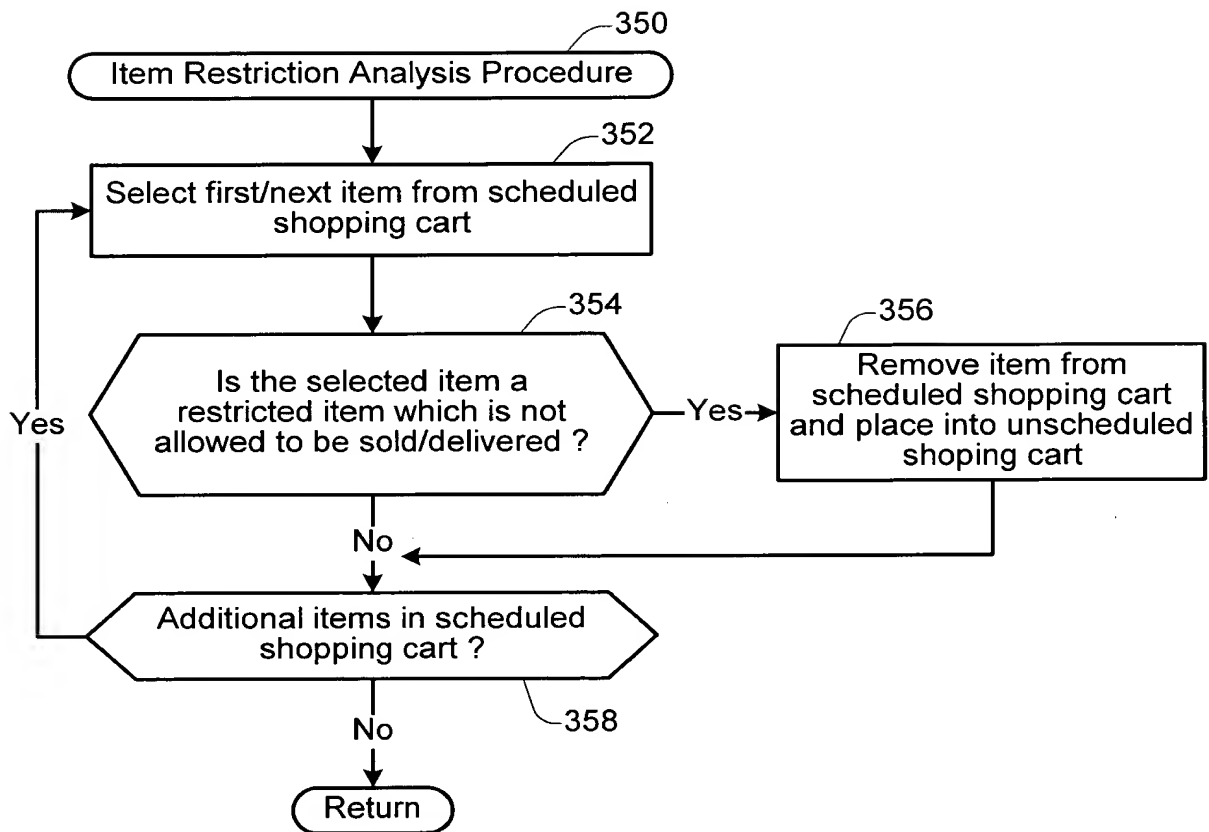 350
Item Restriction Analysis Procedure
352
Select first/next item from scheduled
shopping cart
354
Is the selected item a
restricted item which is not
allowed to be sold/delivered ?
Yes
356
Remove item from
scheduled shopping cart
and place into unscheduled
shoping cart
Yes
No
Additional items in scheduled
shopping cart ?
358
No
Return